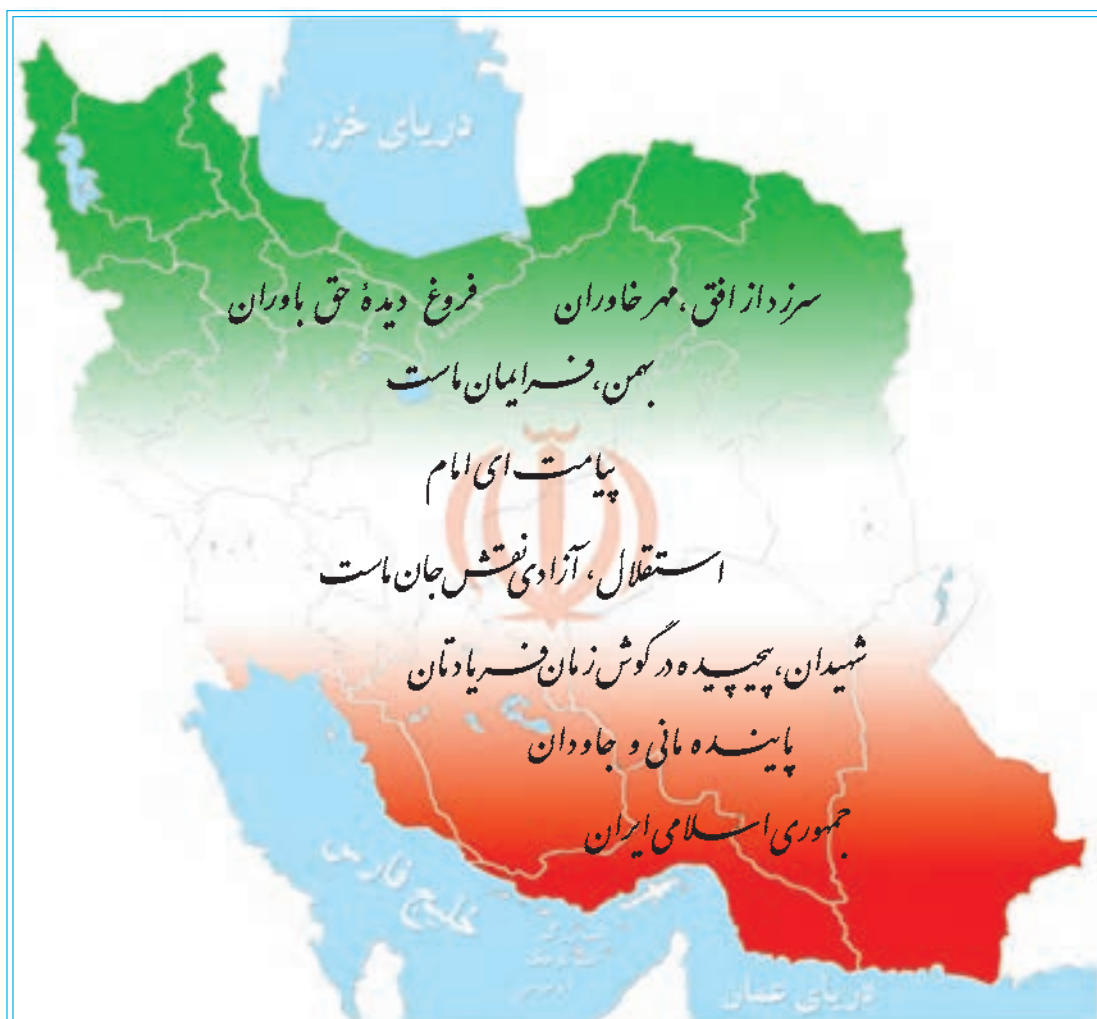 دریای خزر
سرزد از افق، مهر خاوران فروغ دیدهٔ حق باوران
بهمن، فر ایمان ماست
پیامت ای امام
استقلال، آزادی نقش جان ماست
شهیدان، پیچیده در گوش زمان فریادتان
پاینده مانی و جاودان
جمهوری اسلامی ایران
خلیج فارس
دریای عمان